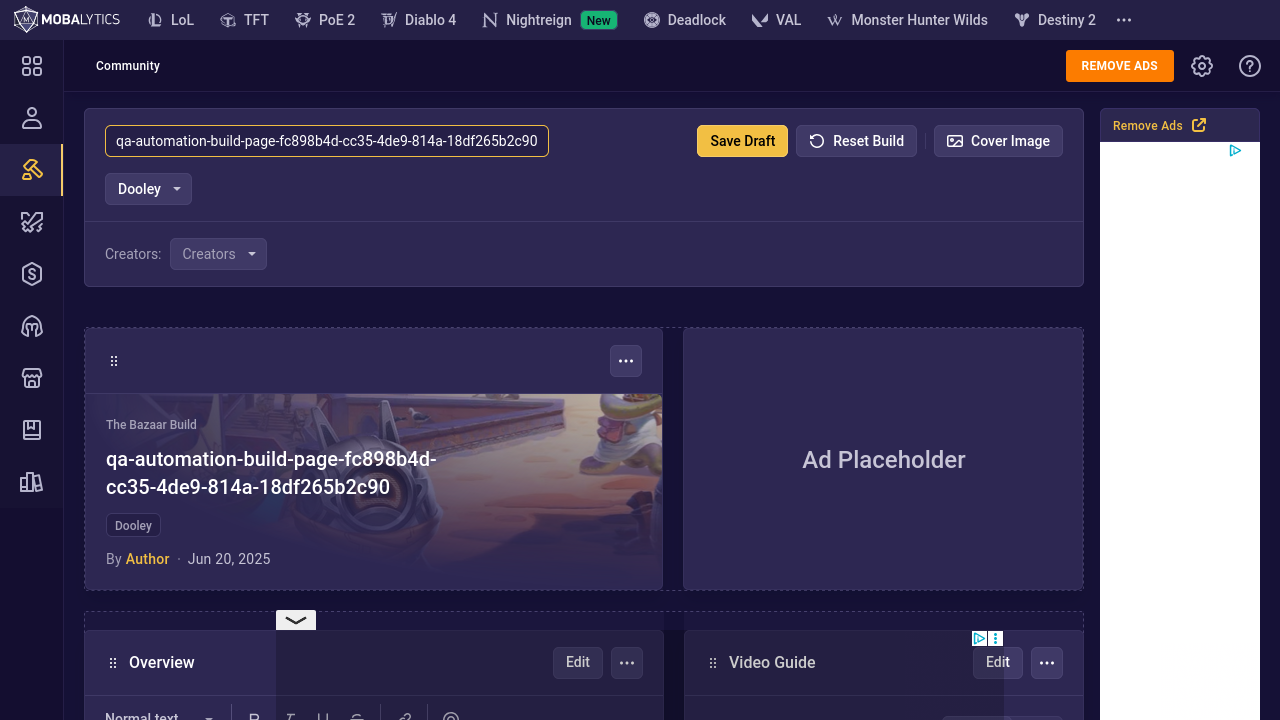 MOBALYTICS
LoL
TFT
PoE 2
Diablo 4
Nightreign
New
Deadlock
VAL
Monster Hunter Wilds
Destiny 2
Community
REMOVE ADS
qa-automation-build-page-fc898b4d-cc35-4de9-814a-18df265b2c90
Save Draft
Reset Build
Cover Image
Remove Ads
Dooley
Creators:
Creators
The Bazaar Build
qa-automation-build-page-fc898b4d-
cc35-4de9-814a-18df265b2c90
Dooley
By Author · Jun 20, 2025
Ad Placeholder
Overview
Edit
Video Guide
Edit
Normal text